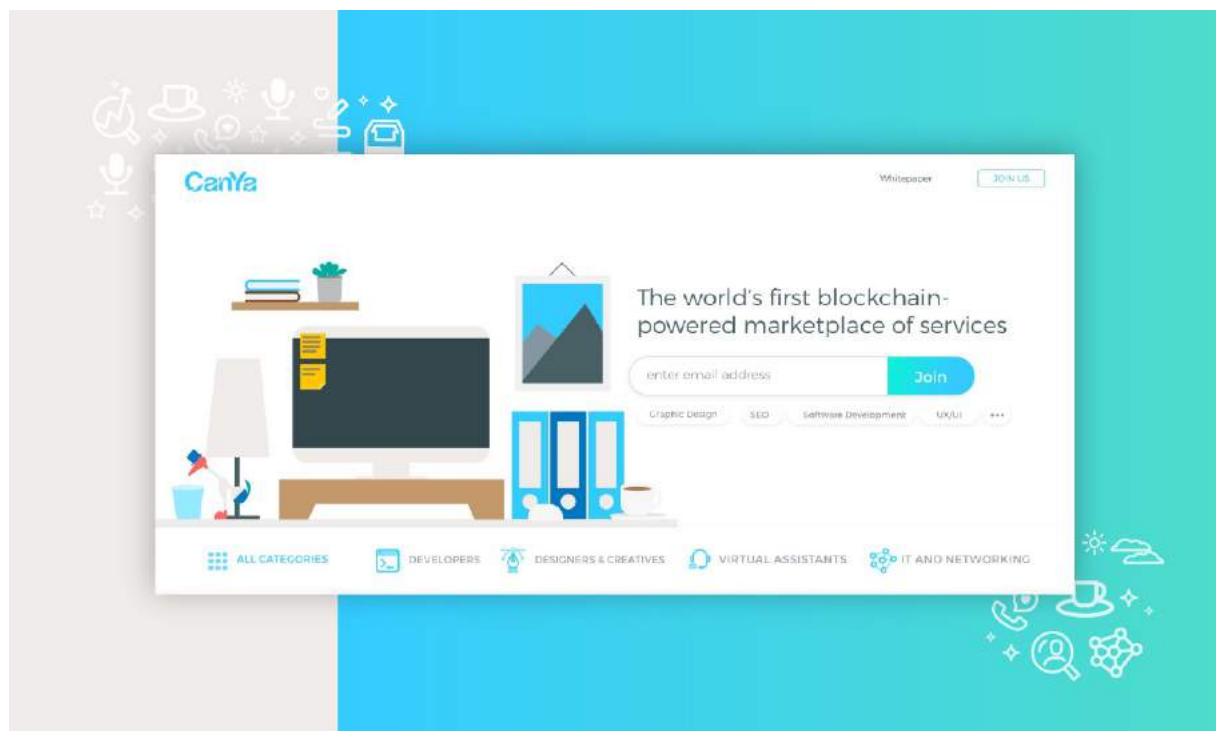 CanYa
Whitepaper
JOIN US
The world's first blockchain-
powered marketplace of services
enter email address
Join
Graphic Design
SEO
Software Development
UX/UI
ALL CATEGORIES
DEVELOPERS
DESIGNERS & CREATIVES
VIRTUAL ASSISTANTS
IT AND NETWORKING